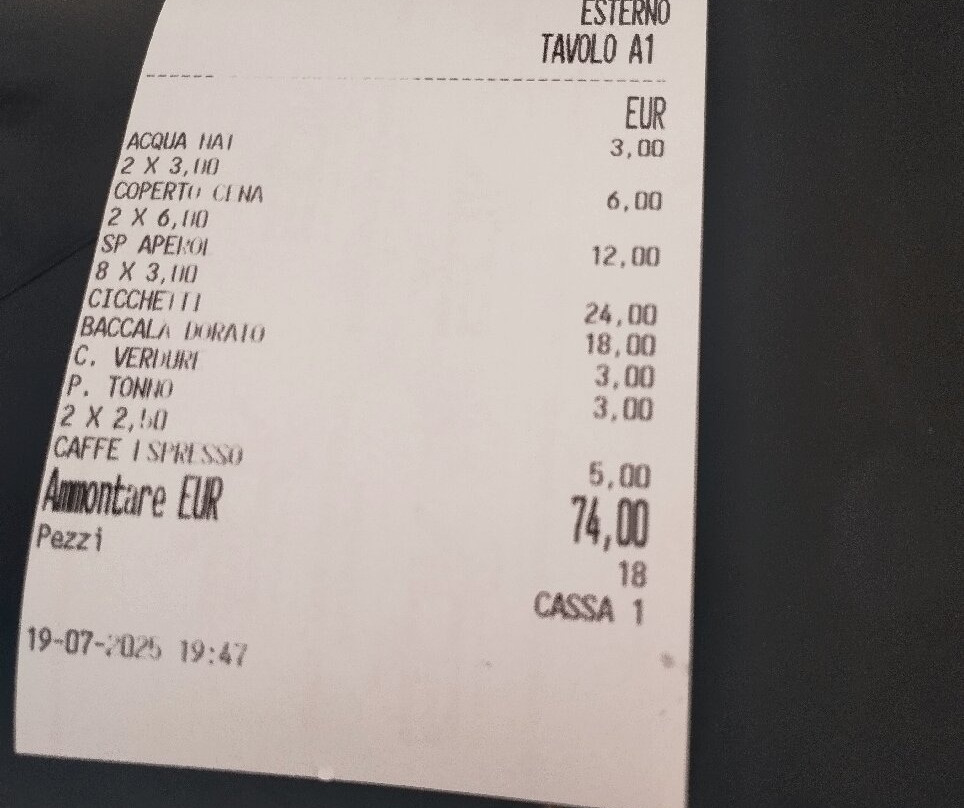 ESTERNO
TAVOLO A1
EUR
ACQUA NAT 3,00
2 X 3,00
COPERTO CENA 6,00
2 X 6,00
SP APEROL 12,00
8 X 3,00
CICCHETTI 24,00
BACCALA DORATO 18,00
C. VERDURE 3,00
P. TONNO 3,00
2 X 2,50
CAFFE ESPRESSO 5,00
Ammontare EUR 74,00
Pezzi 18
CASSA 1
19-07-2025 19:47